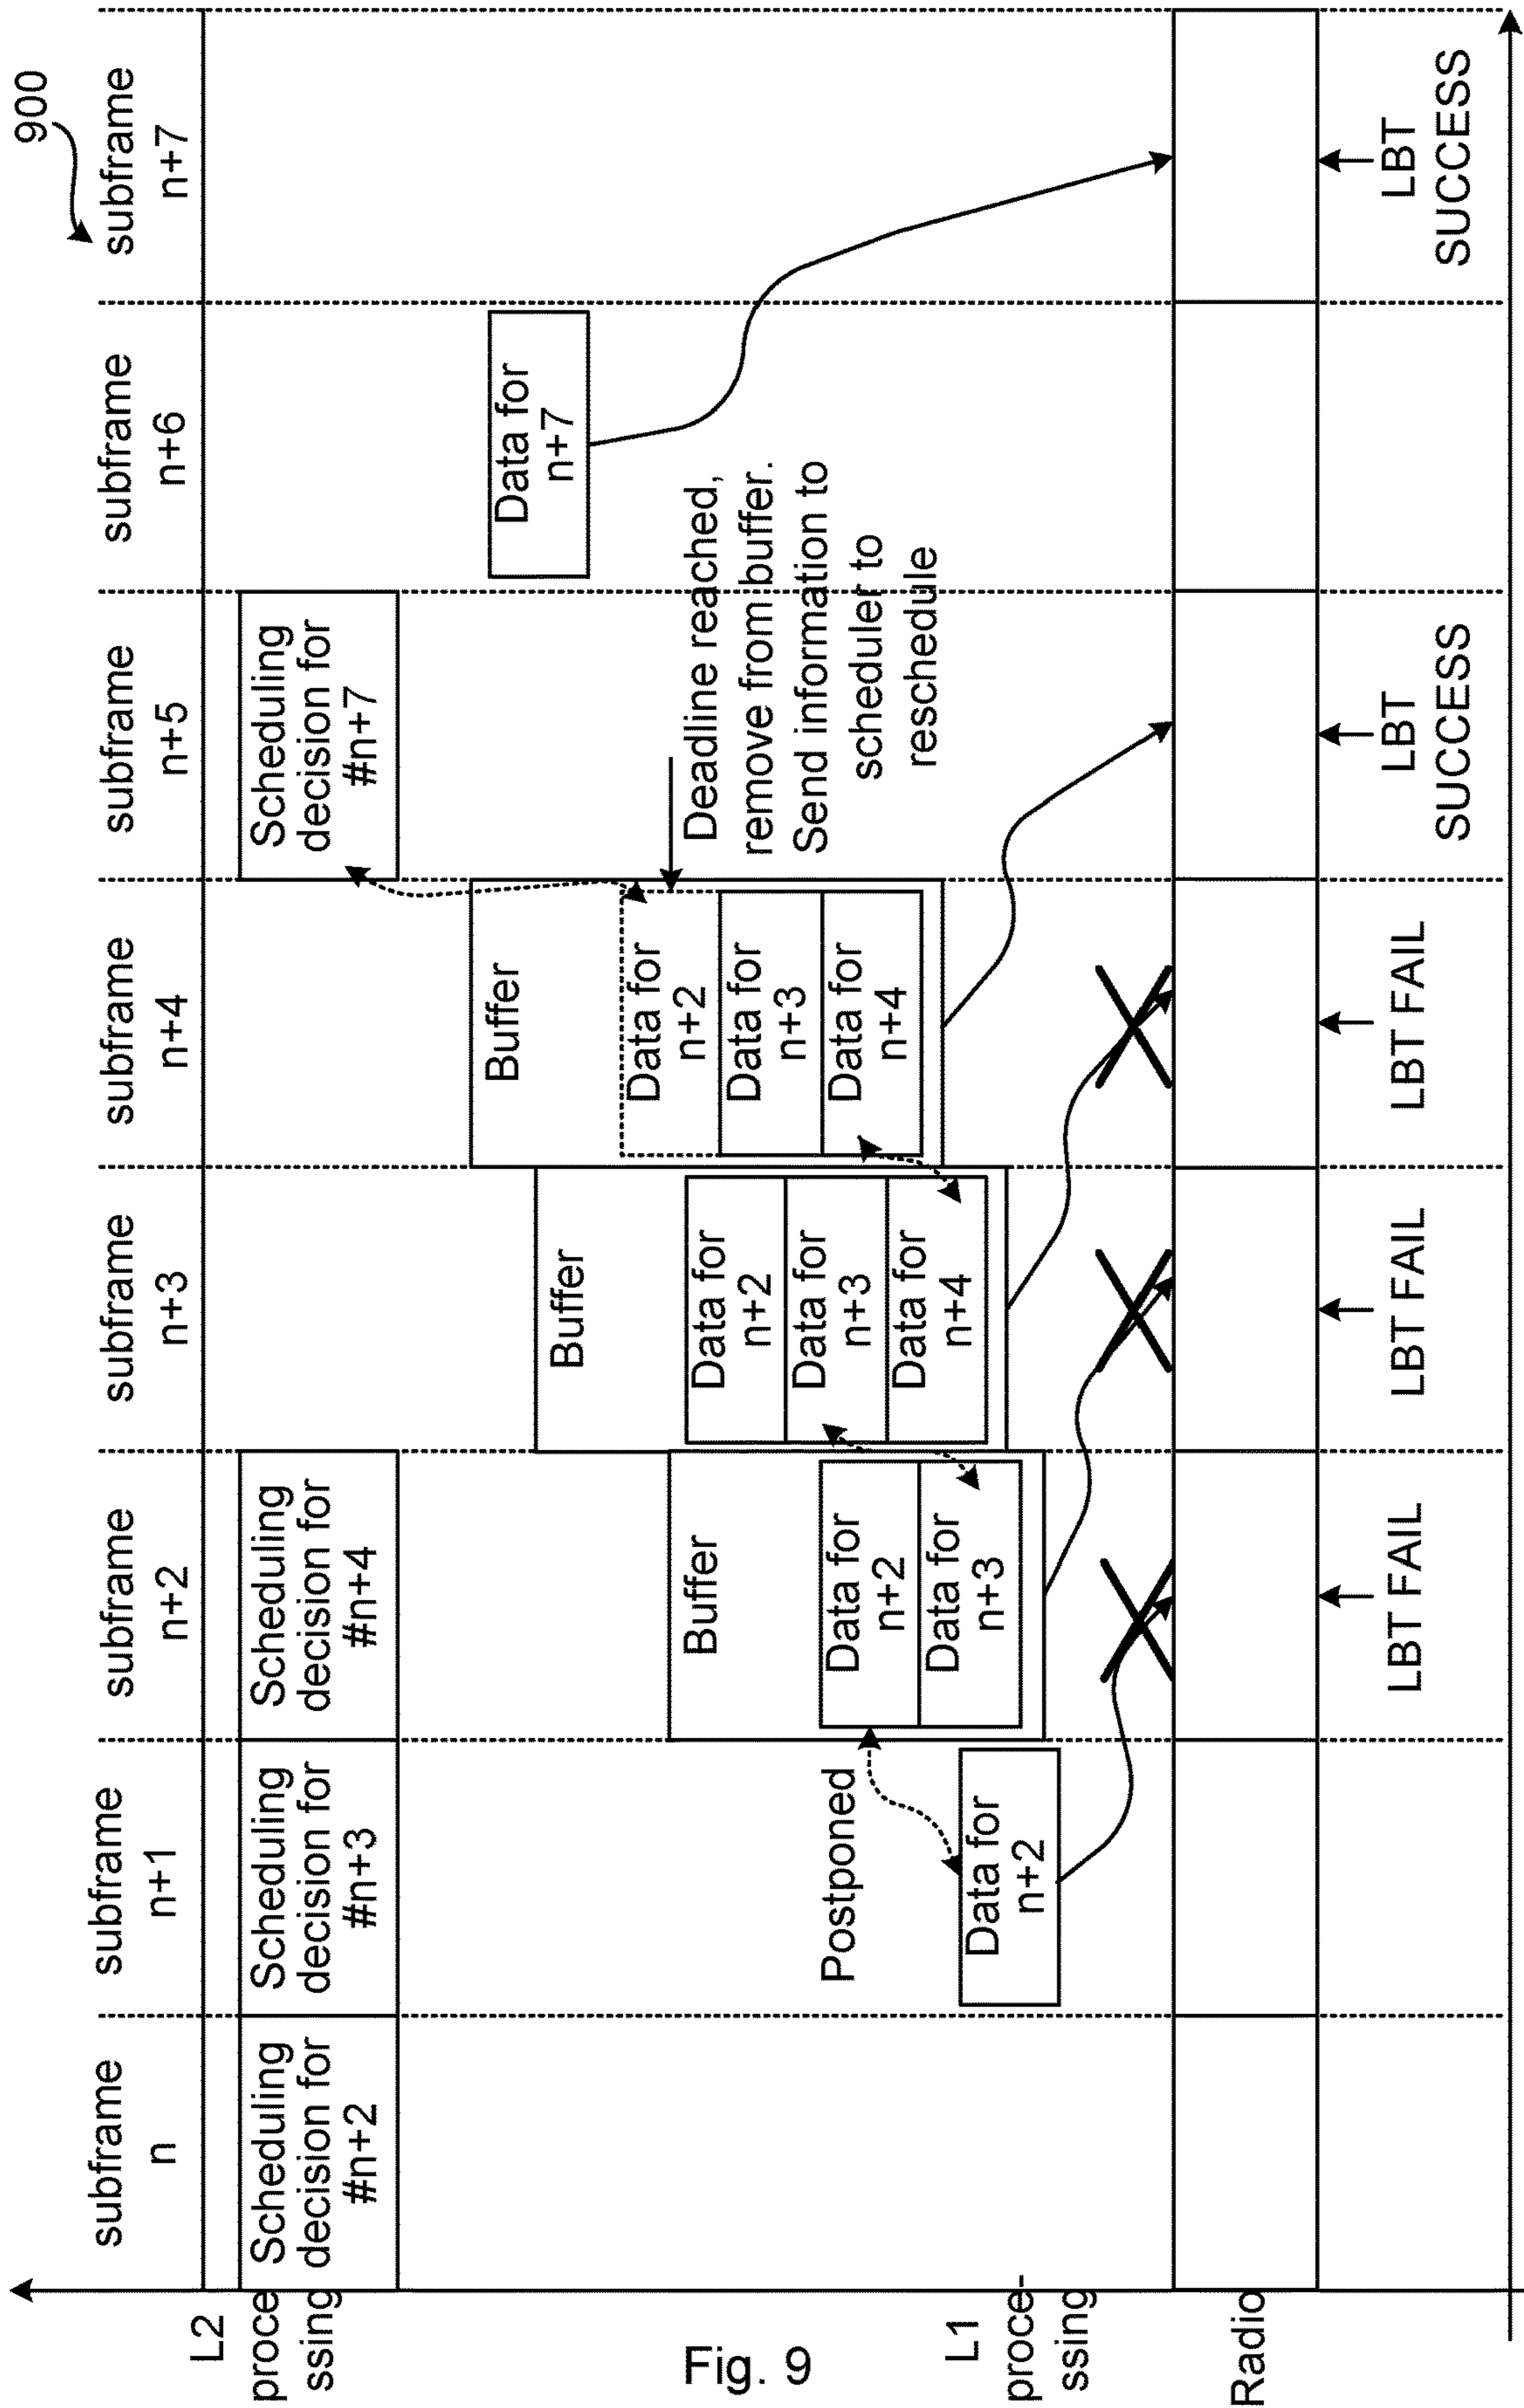 900
subframe
n
subframe
n+1
subframe
n+2
subframe
n+3
subframe
n+4
subframe
n+5
subframe
n+6
subframe
n+7
L2
proce
ssing
Scheduling
decision for
#n+2
Scheduling
decision for
#n+3
Scheduling
decision for
#n+4
Scheduling
decision for
#n+7
L1
proce-
ssing
Postponed
Data for
n+2
Buffer
Data for
n+2
Data for
n+3
Buffer
Data for
n+2
Data for
n+3
Data for
n+4
Buffer
Data for
n+2
Data for
n+3
Data for
n+4
Deadline reached,
remove from buffer.
Send information to
scheduler to
reschedule
Data for
n+7
Radio
LBT FAIL
LBT FAIL
LBT FAIL
LBT
SUCCESS
LBT
SUCCESS
Fig. 9